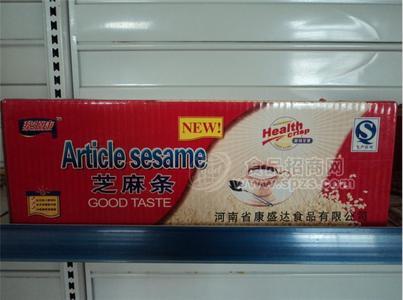 NEW!
Health
Crisp
Article sesame
芝麻条
GOOD TASTE
食品招商网
www.spzs.com
河南省康盛达食品有限公司